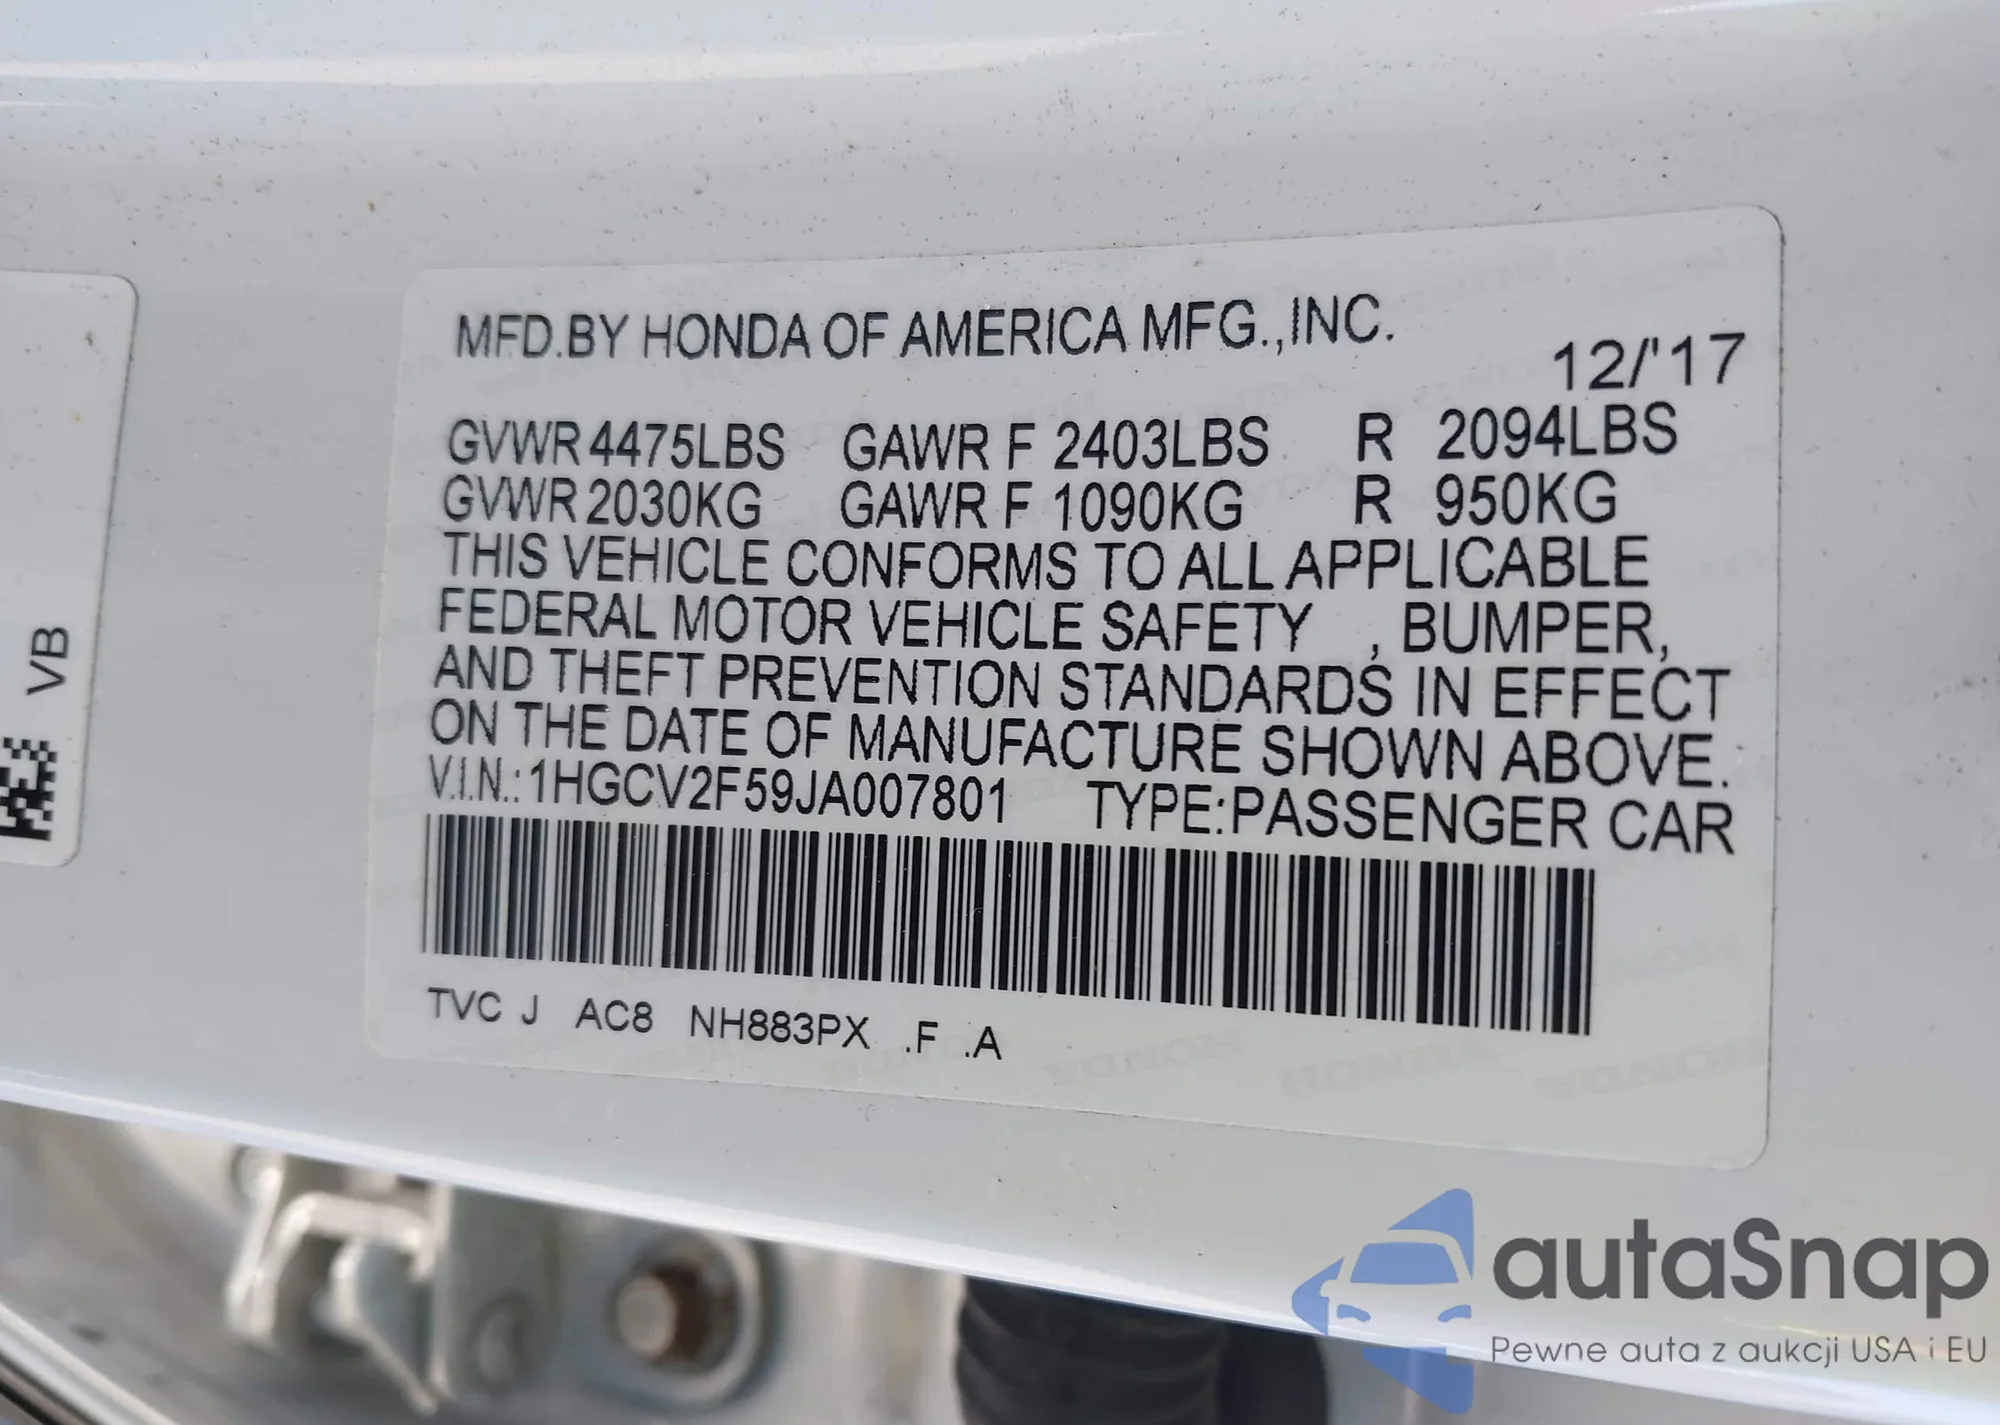 MFD.BY HONDA OF AMERICA MFG.,INC.
12/'17
GVWR 4475LBS GAWR F 2403LBS R 2094LBS
GVWR 2030KG GAWR F 1090KG R 950KG
THIS VEHICLE CONFORMS TO ALL APPLICABLE
FEDERAL MOTOR VEHICLE SAFETY , BUMPER,
AND THEFT PREVENTION STANDARDS IN EFFECT
ON THE DATE OF MANUFACTURE SHOWN ABOVE.
V.I.N.: 1HGCV2F59JA007801 TYPE:PASSENGER CAR
TVC J AC8 NH883PX .F .A
VB
autaSnap
Pewne auta z aukcji USA i EU